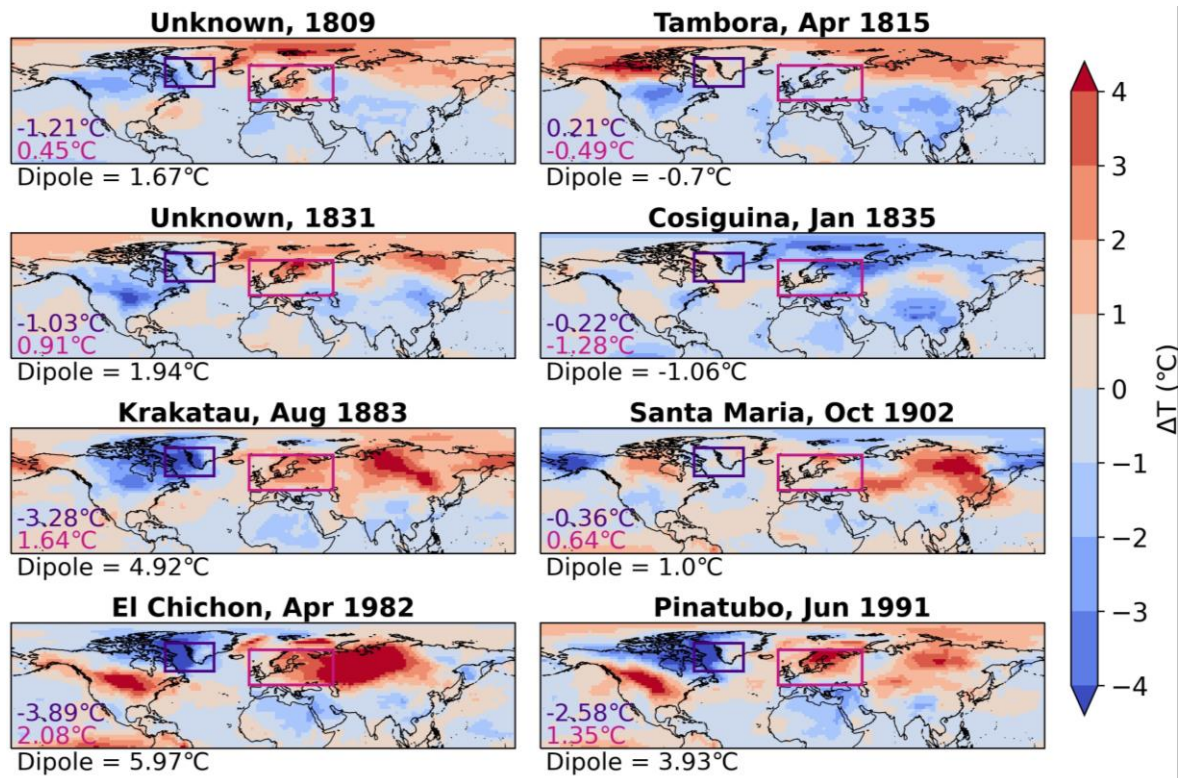 Unknown, 1809
-1.21°C
0.45°C
Dipole = 1.67°C
Tambora, Apr 1815
0.21°C
-0.49°C
Dipole = -0.7°C
Unknown, 1831
-1.03°C
0.91°C
Dipole = 1.94°C
Cosiguina, Jan 1835
-0.22°C
-1.28°C
Dipole = -1.06°C
Krakatau, Aug 1883
-3.28°C
1.64°C
Dipole = 4.92°C
Santa Maria, Oct 1902
-0.36°C
0.64°C
Dipole = 1.0°C
El Chichon, Apr 1982
-3.89°C
2.08°C
Dipole = 5.97°C
Pinatubo, Jun 1991
-2.58°C
1.35°C
Dipole = 3.93°C
4
3
2
1
0
−1
−2
−3
−4
ΔT (°C)